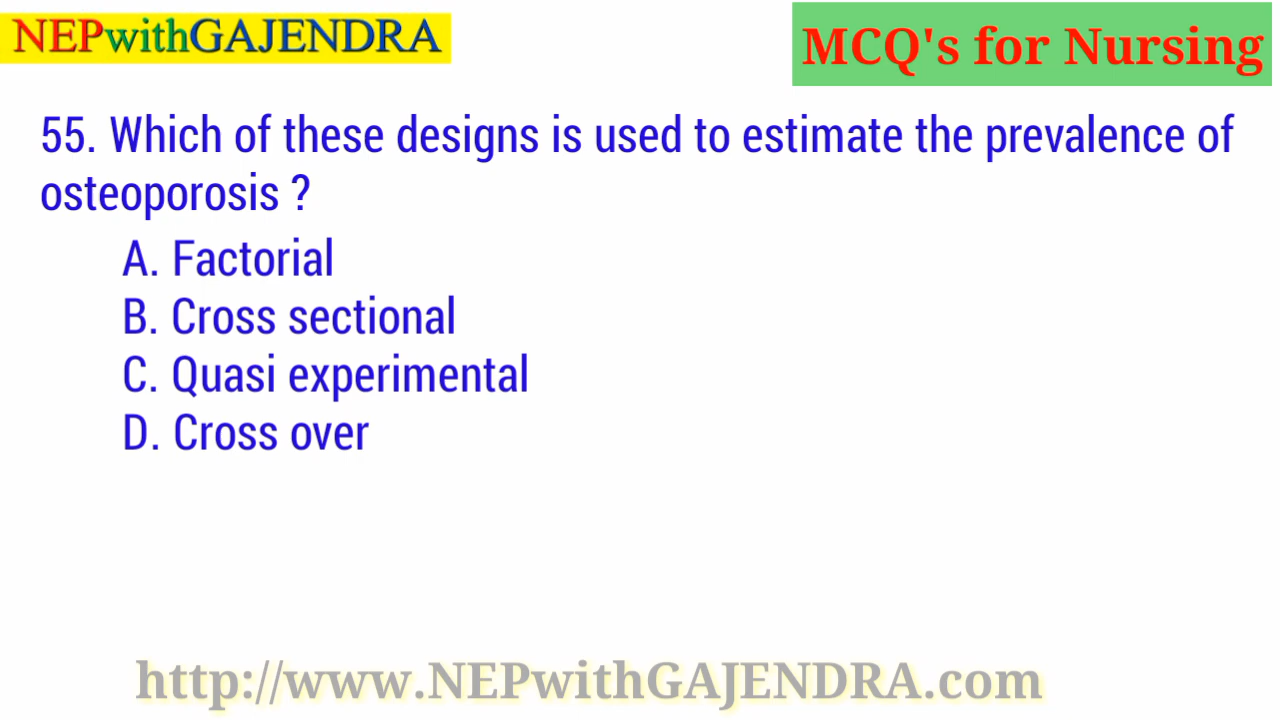 NEPwithGAJENDRA
MCQ's for Nursing
55. Which of these designs is used to estimate the prevalence of
osteoporosis ?
A. Factorial
B. Cross sectional
C. Quasi experimental
D. Cross over
http://www.NEPwithGAJENDRA.com